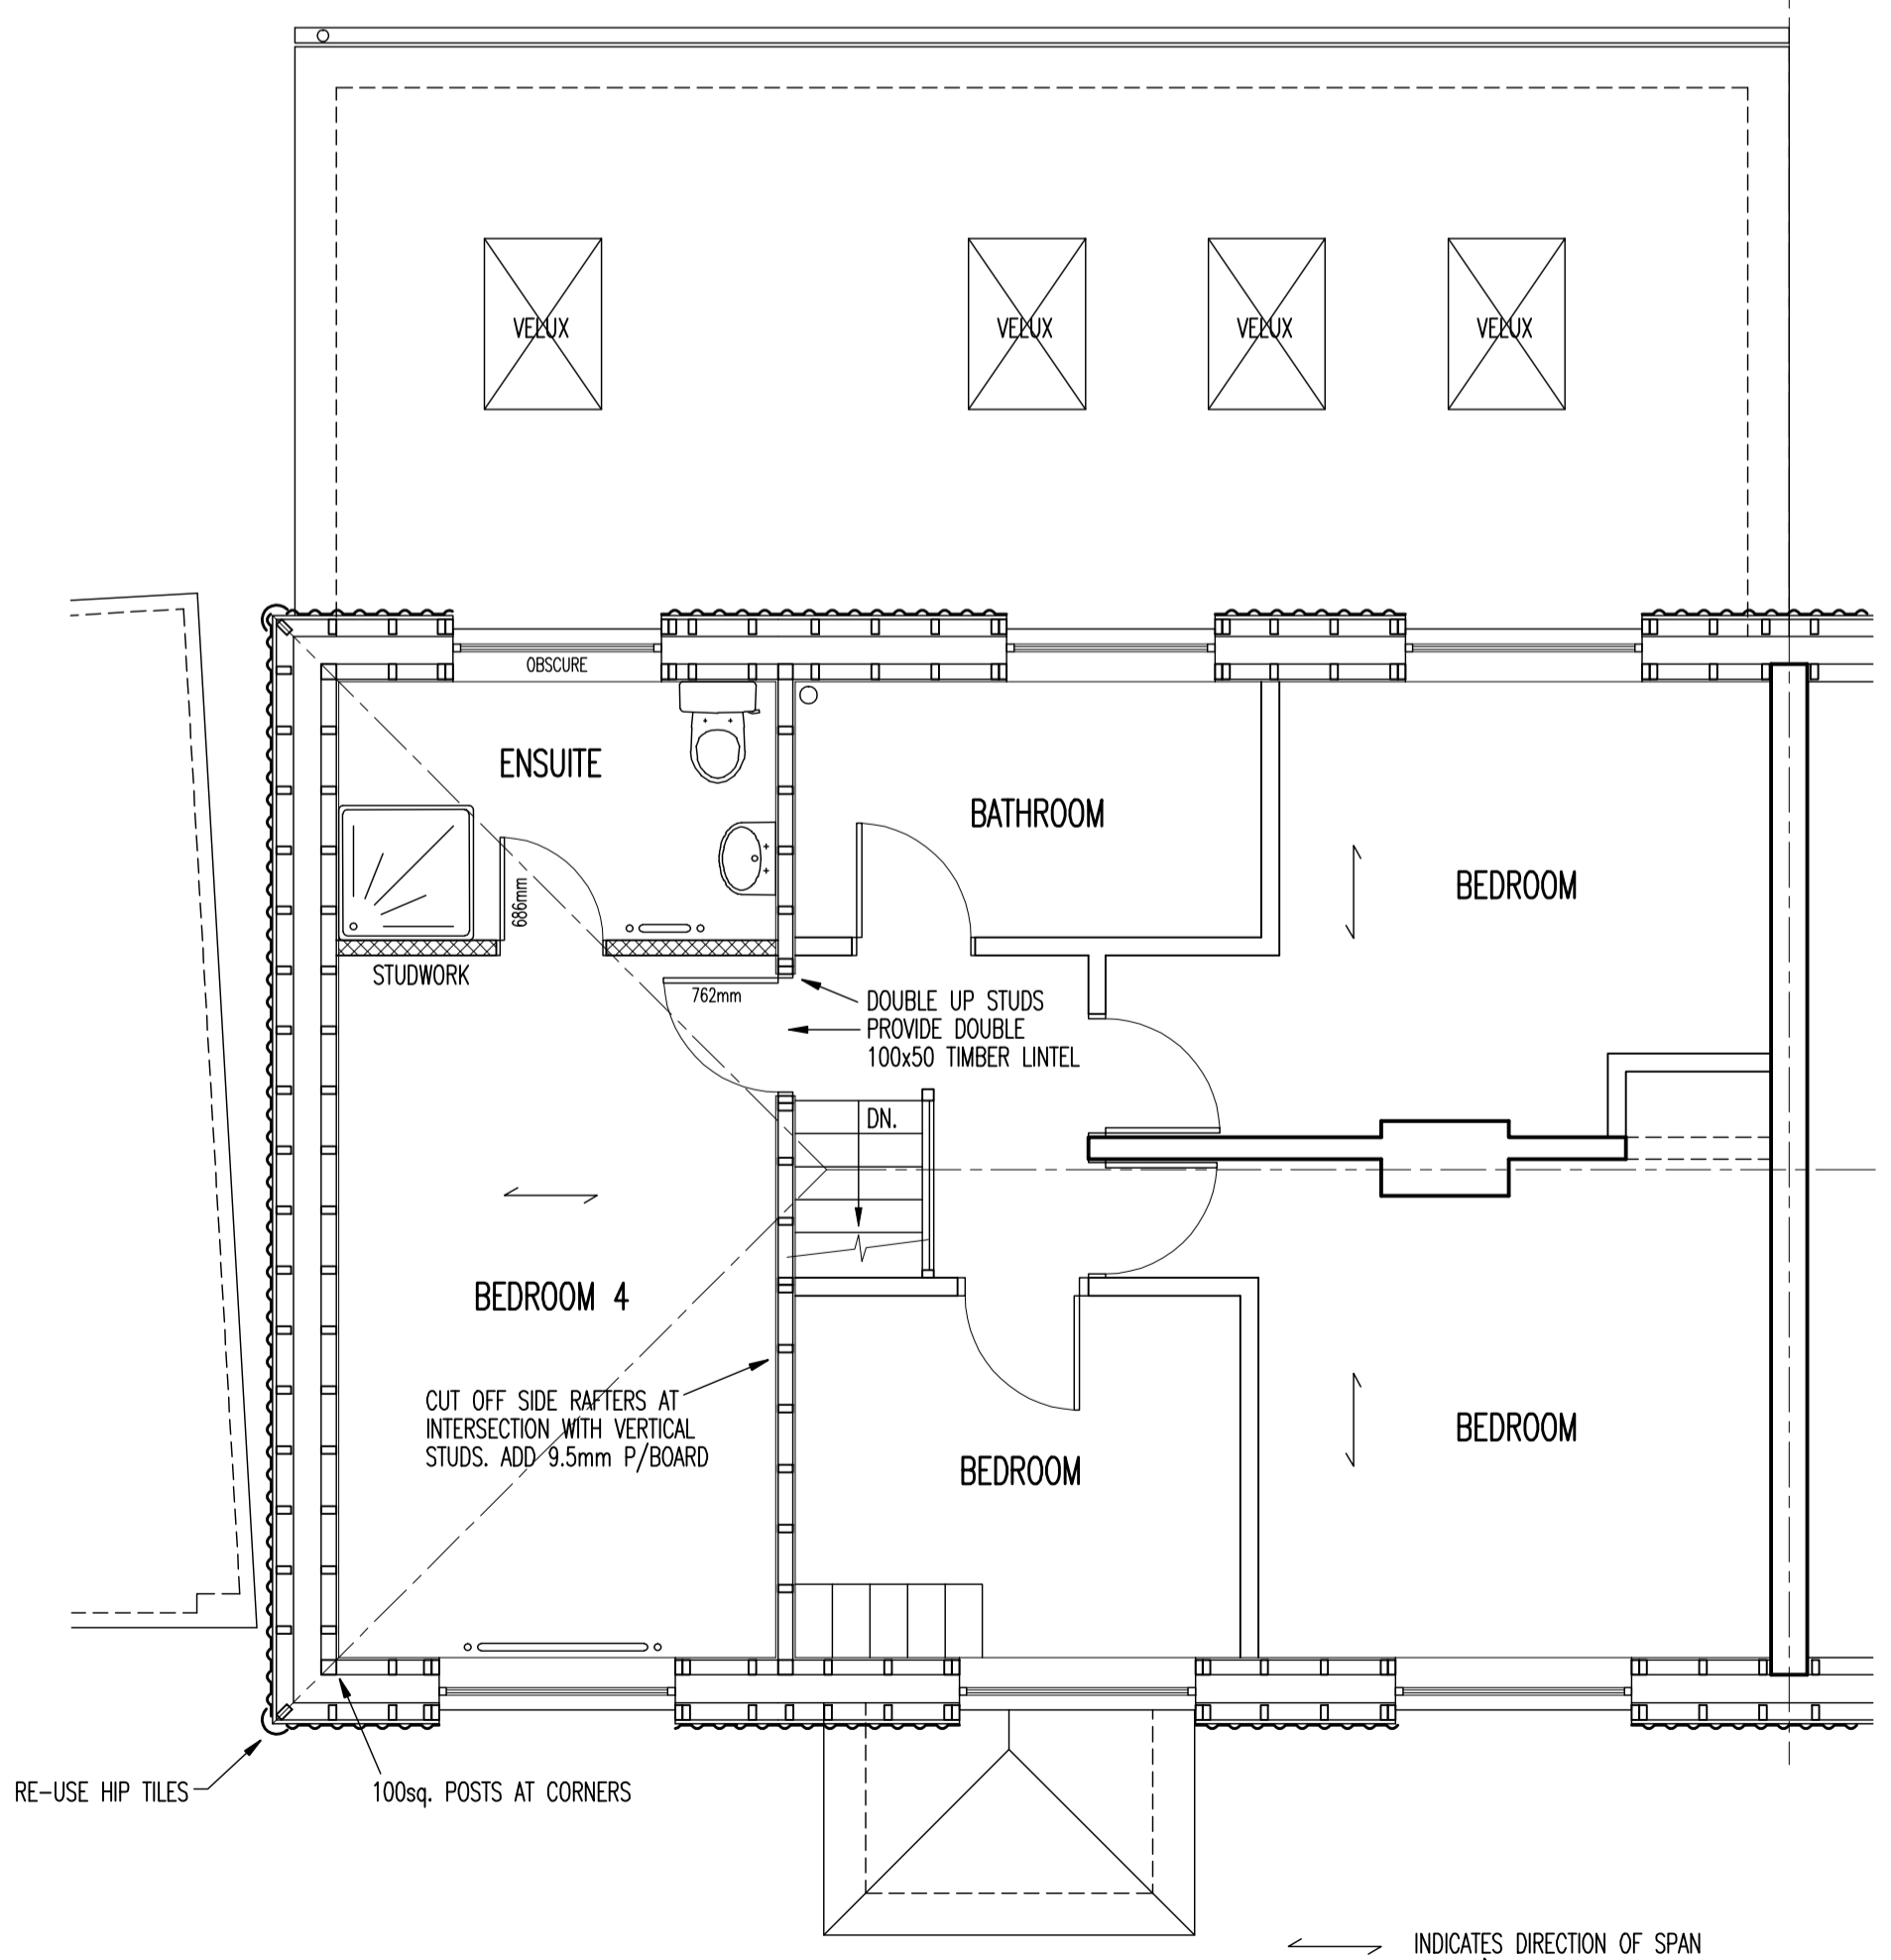 VELUX
VELUX
VELUX
VELUX
OBSCURE
ENSUITE
BATHROOM
BEDROOM
686mm
STUDWORK
762mm
DOUBLE UP STUDS
PROVIDE DOUBLE
100x50 TIMBER LINTEL
DN.
BEDROOM 4
CUT OFF SIDE RAFTERS AT
INTERSECTION WITH VERTICAL
STUDS. ADD 9.5mm P/BOARD
BEDROOM
BEDROOM
RE-USE HIP TILES
100sq. POSTS AT CORNERS
INDICATES DIRECTION OF SPAN